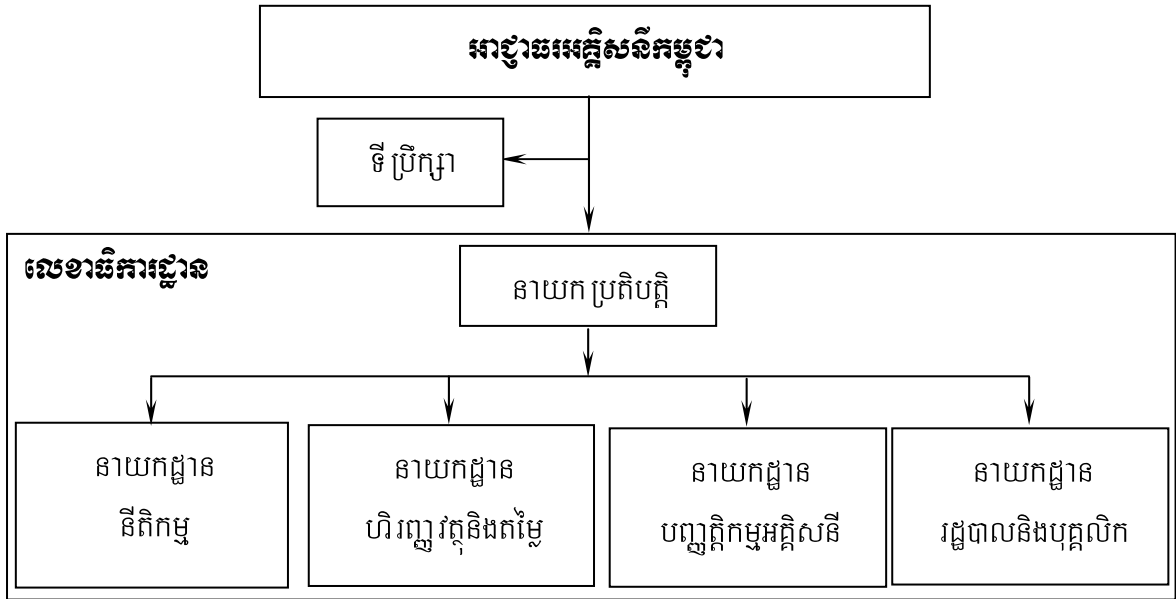 អាជ្ញាធរអគ្គិសនីកម្ពុជា
ទីប្រឹក្សា
លេខាធិការដ្ឋាន
នាយកប្រតិបត្តិ
នាយកដ្ឋាន
នីតិកម្ម
នាយកដ្ឋាន
ហិរញ្ញវត្ថុនិងតម្លៃ
នាយកដ្ឋាន
បញ្ញត្តិកម្មអគ្គិសនី
នាយកដ្ឋាន
រដ្ឋបាលនិងបុគ្គលិក